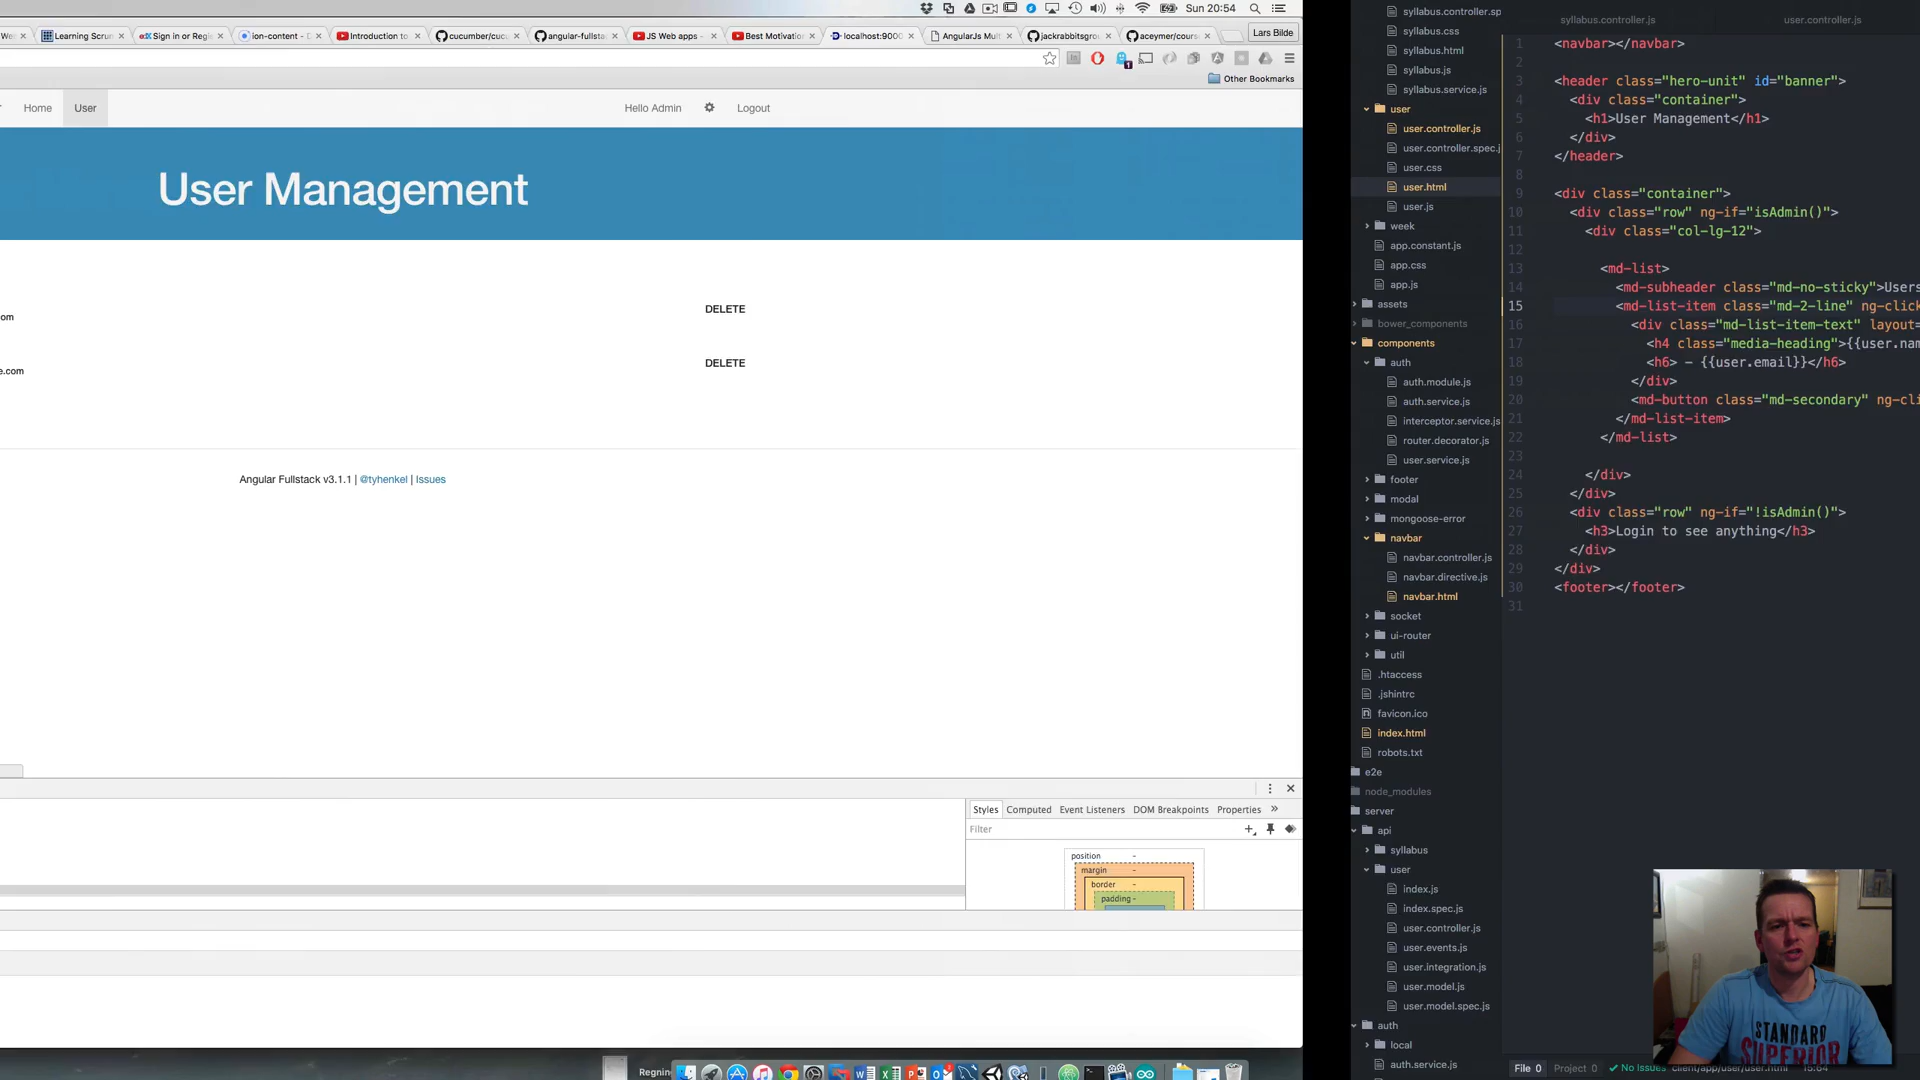 Sun 20:54
Learning Scru
Sign in or Regi
ion-content - D
Introduction to
cucumber/cucu
angular-fullsta
JS Web apps -
Best Motivatio
localhost:9000
AngularJs Mult
jackrabbitsgro
aceymer/cours
Lars Bilde
Other Bookmarks
Home
User
Hello Admin
Logout
User Management
om
DELETE
e.com
DELETE
Angular Fullstack v3.1.1 | @tyhenkel | Issues
Styles
Computed
Event Listeners
DOM Breakpoints
Properties
Filter
position -
margin -
border -
padding -
Regning
syllabus.controller.sp
syllabus.css
syllabus.html
syllabus.js
syllabus.service.js
user
user.controller.js
user.controller.spec.j
user.css
user.html
user.js
week
app.constant.js
app.css
app.js
assets
bower_components
components
auth
auth.module.js
auth.service.js
interceptor.service.js
router.decorator.js
user.service.js
footer
modal
mongoose-error
navbar
navbar.controller.js
navbar.directive.js
navbar.html
socket
ui-router
util
.htaccess
.jshintrc
favicon.ico
index.html
robots.txt
e2e
node_modules
server
api
syllabus
user
index.js
index.spec.js
user.controller.js
user.events.js
user.integration.js
user.model.js
user.model.spec.js
auth
local
auth.service.js
syllabus.controller.js
user.controller.js
1 <navbar></navbar>
2
3 <header class="hero-unit" id="banner">
4 <div class="container">
5 <h1>User Management</h1>
6 </div>
7 </header>
8
9 <div class="container">
10 <div class="row" ng-if="isAdmin()">
11 <div class="col-lg-12">
12
13 <md-list>
14 <md-subheader class="md-no-sticky">Users
15 <md-list-item class="md-2-line" ng-click
16 <div class="md-list-item-text" layout=
17 <h4 class="media-heading">{{user.nam
18 <h6> - {{user.email}}</h6>
19 </div>
20 <md-button class="md-secondary" ng-cli
21 </md-list-item>
22 </md-list>
23
24 </div>
25 </div>
26 <div class="row" ng-if="!isAdmin()">
27 <h3>Login to see anything</h3>
28 </div>
29 </div>
30 <footer></footer>
31
STANDARD
SUPERIOR
File 0
Project 0
No Issues
client/app/user/user.html
15:64